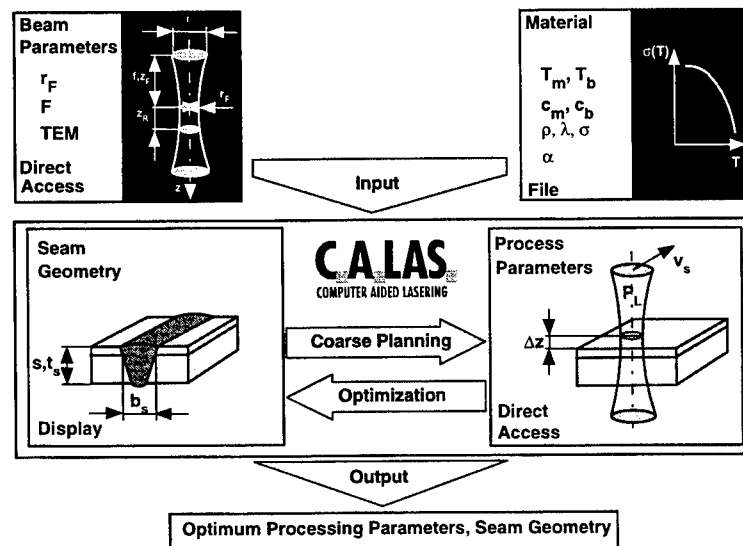 Beam
Parameters
r_F
F
TEM
Direct
Access
r
f,z_F
r_F
z_R
z
Material
T_m, T_b
c_m, c_b
ρ, λ, σ
α
File
σ(T)
T
Input
Seam
Geometry
s,t_s
b_s
Display
C.A.LAS.
COMPUTER AIDED LASERING
Coarse Planning
Optimization
Process
Parameters
v_s
P_L
Δz
Direct
Access
Output
Optimum Processing Parameters, Seam Geometry